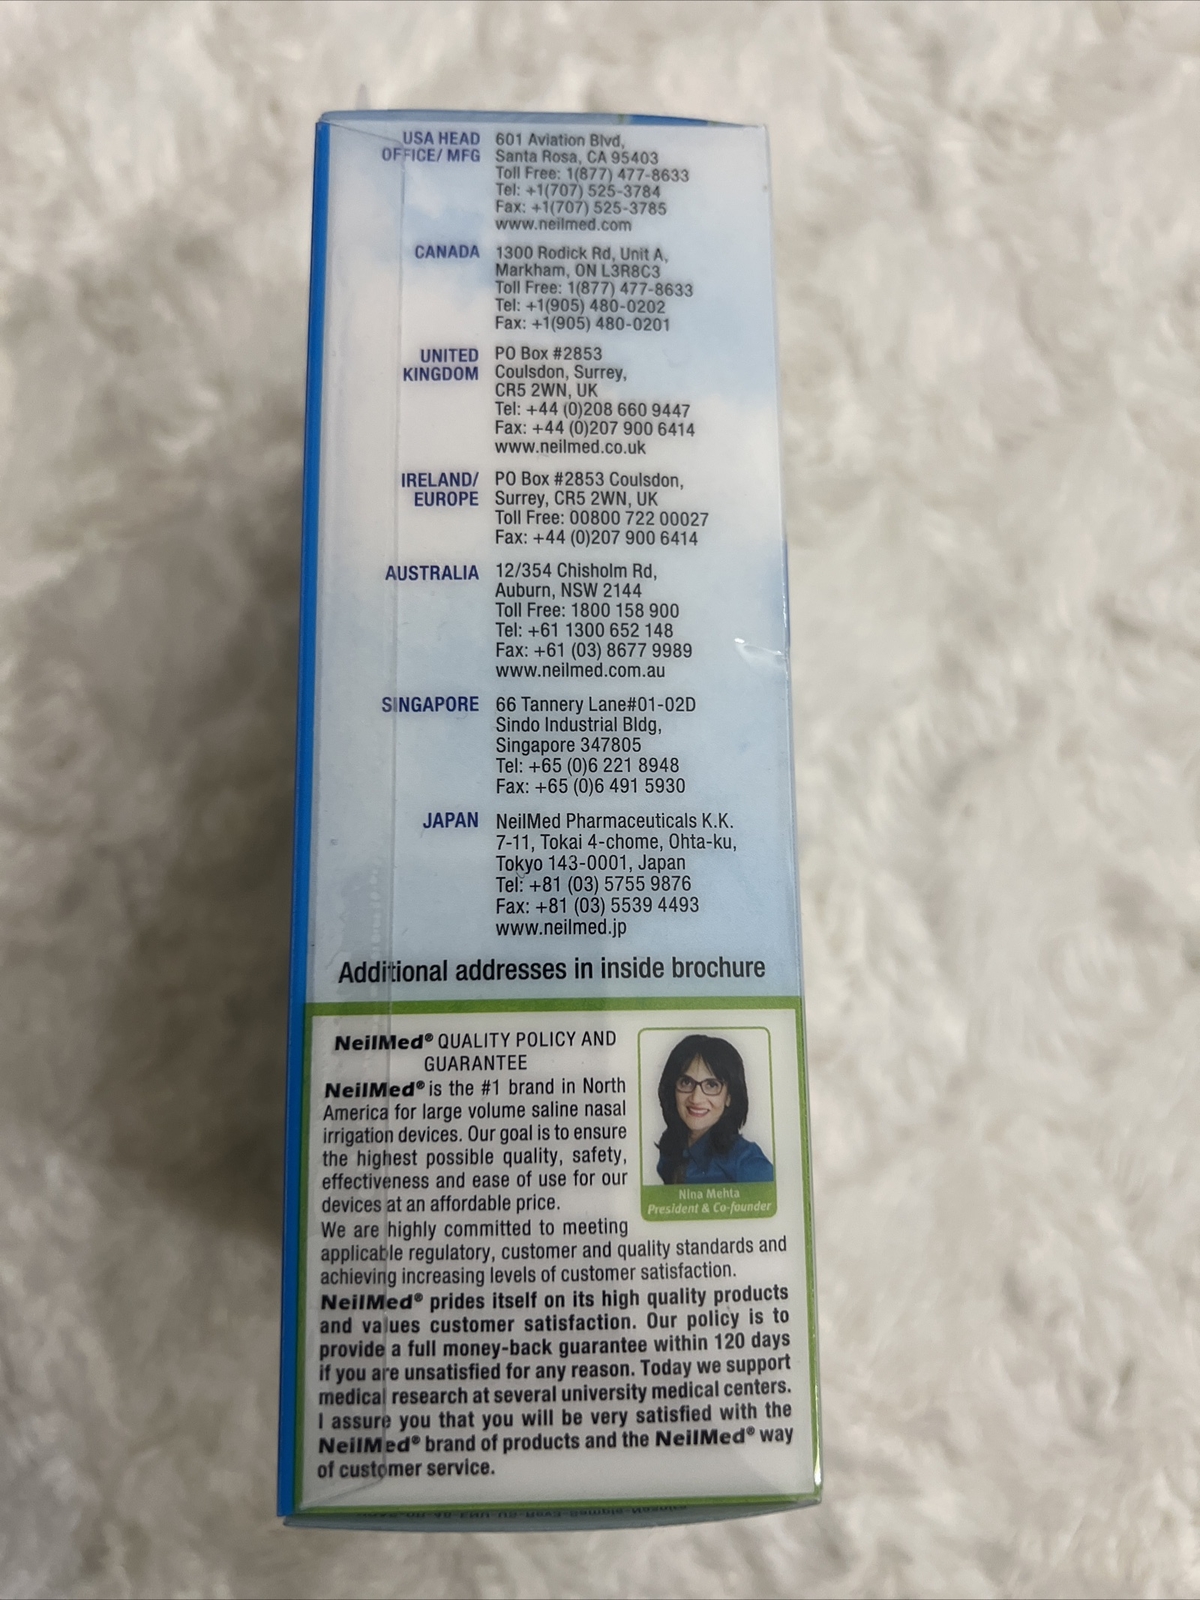 USA HEAD OFFICE/ MFG
601 Aviation Blvd,
Santa Rosa, CA 95403
Toll Free: 1(877) 477-8633
Tel: +1(707) 525-3784
Fax: +1(707) 525-3785
www.neilmed.com
CANADA
1300 Rodick Rd, Unit A,
Markham, ON L3R8C3
Toll Free: 1(877) 477-8633
Tel: +1(905) 480-0202
Fax: +1(905) 480-0201
UNITED KINGDOM
PO Box #2853
Coulsdon, Surrey,
CR5 2WN, UK
Tel: +44 (0)208 660 9447
Fax: +44 (0)207 900 6414
www.neilmed.co.uk
IRELAND/ EUROPE
PO Box #2853 Coulsdon,
Surrey, CR5 2WN, UK
Toll Free: 00800 722 00027
Fax: +44 (0)207 900 6414
AUSTRALIA
12/354 Chisholm Rd,
Auburn, NSW 2144
Toll Free: 1800 158 900
Tel: +61 1300 652 148
Fax: +61 (03) 8677 9989
www.neilmed.com.au
SINGAPORE
66 Tannery Lane#01-02D
Sindo Industrial Bldg,
Singapore 347805
Tel: +65 (0)6 221 8948
Fax: +65 (0)6 491 5930
JAPAN
NeilMed Pharmaceuticals K.K.
7-11, Tokai 4-chome, Ohta-ku,
Tokyo 143-0001, Japan
Tel: +81 (03) 5755 9876
Fax: +81 (03) 5539 4493
www.neilmed.jp
Additional addresses in inside brochure
NeilMed® QUALITY POLICY AND
GUARANTEE
NeilMed® is the #1 brand in North
America for large volume saline nasal
irrigation devices. Our goal is to ensure
the highest possible quality, safety,
effectiveness and ease of use for our
devices at an affordable price.
Nina Mehta
President & Co-founder
We are highly committed to meeting
applicable regulatory, customer and quality standards and
achieving increasing levels of customer satisfaction.
NeilMed® prides itself on its high quality products
and values customer satisfaction. Our policy is to
provide a full money-back guarantee within 120 days
if you are unsatisfied for any reason. Today we support
medical research at several university medical centers.
I assure you that you will be very satisfied with the
NeilMed® brand of products and the NeilMed® way
of customer service.